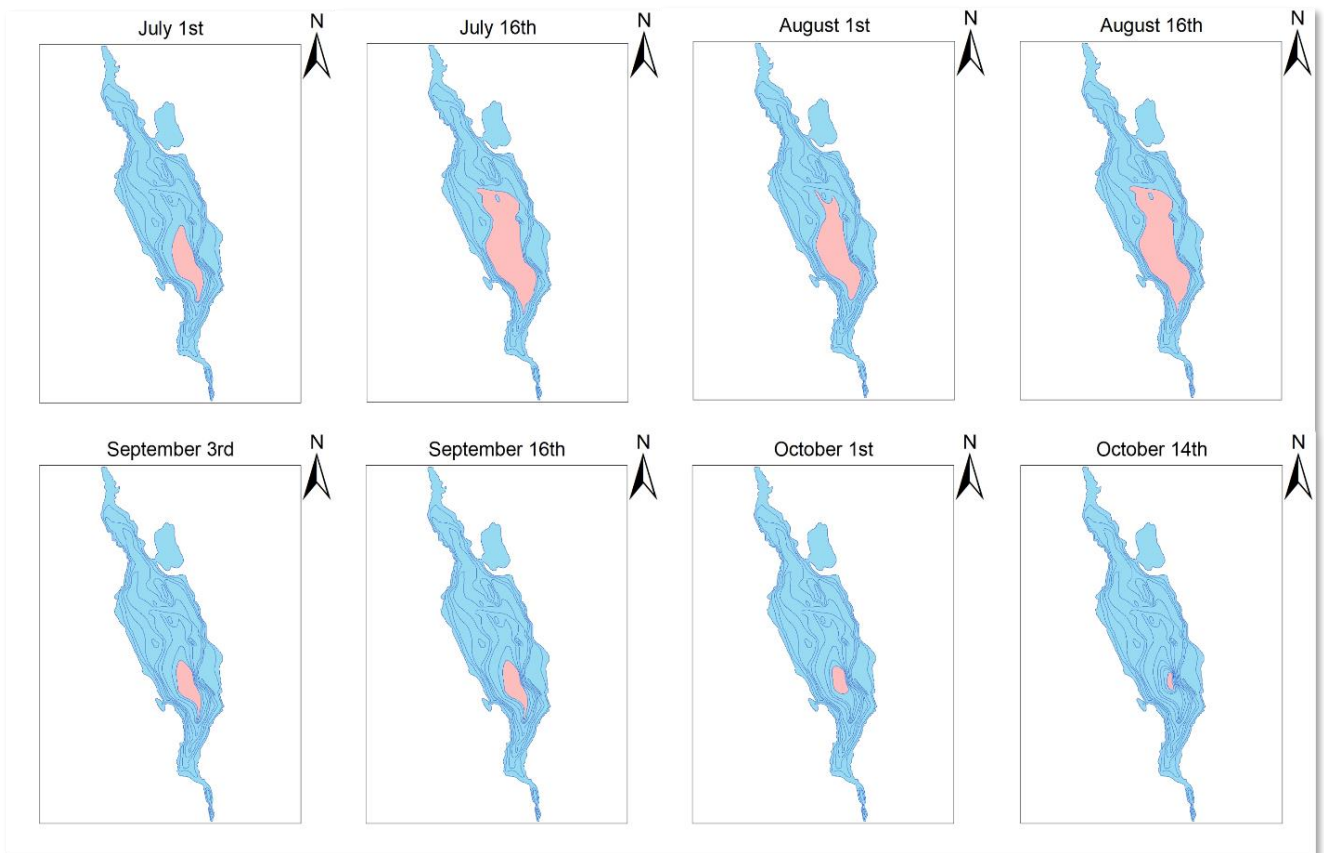 July 1st
N
July 16th
N
August 1st
N
August 16th
N
September 3rd
N
September 16th
N
October 1st
N
October 14th
N